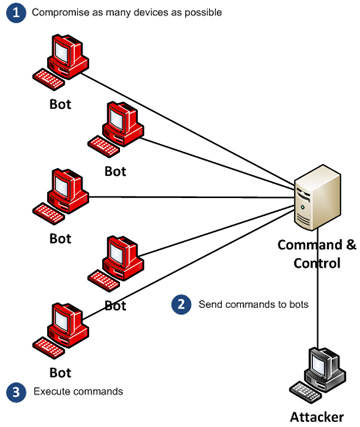 1 Compromise as many devices as possible
Bot
Bot
Bot
Command &
Control
Bot
2 Send commands to bots
Bot
3 Execute commands
Attacker